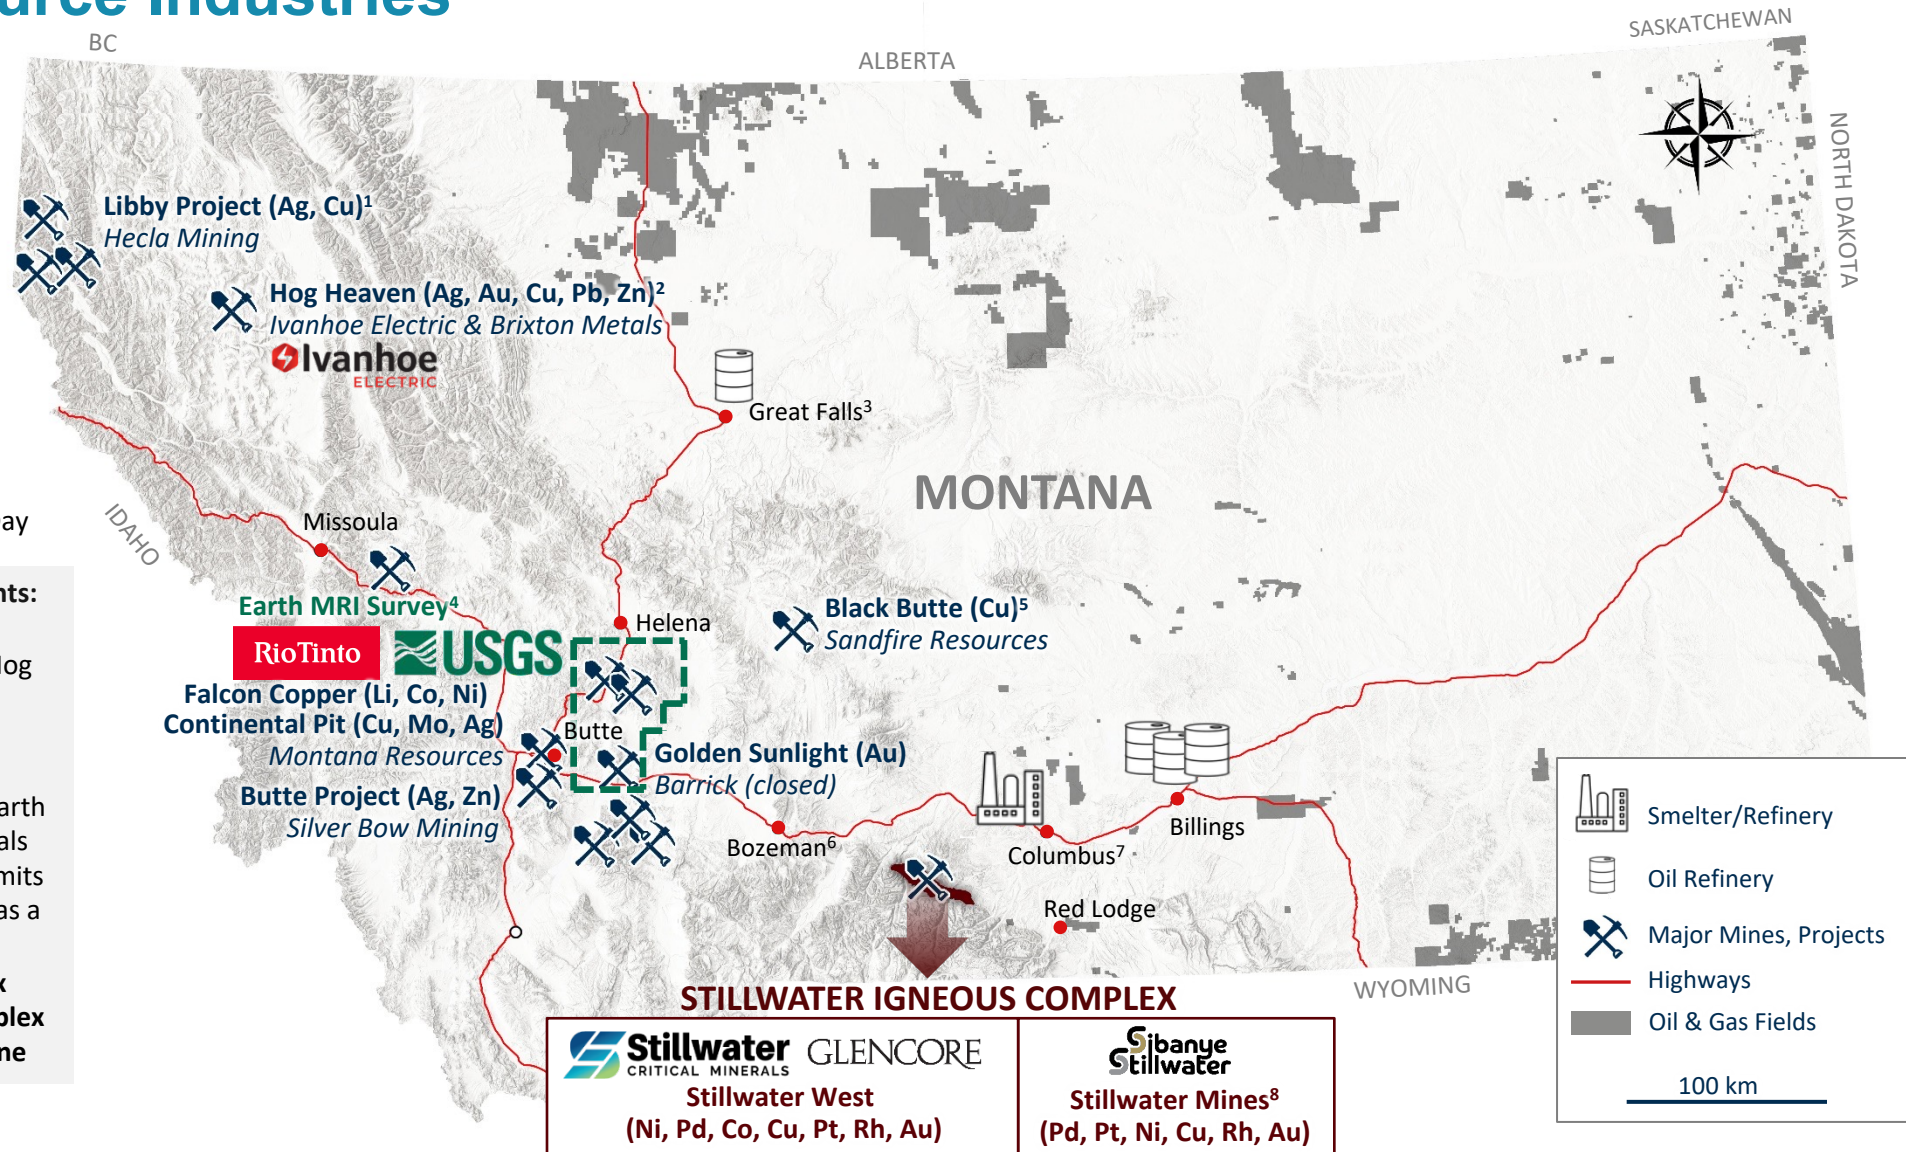 urce Industries
BC
ALBERTA
SASKATCHEWAN
NORTH DAKOTA
Libby Project (Ag, Cu)1
Hecla Mining
Hog Heaven (Ag, Au, Cu, Pb, Zn)2
Ivanhoe Electric & Brixton Metals
Ivanhoe
ELECTRIC
Great Falls3
MONTANA
IDAHO
Missoula
ay
nts:
log
arth
als
mits
as a
x
plex
ne
Earth MRI Survey4
RioTinto
USGS
Helena
Black Butte (Cu)5
Sandfire Resources
Falcon Copper (Li, Co, Ni)
Continental Pit (Cu, Mo, Ag)
Montana Resources
Butte
Golden Sunlight (Au)
Barrick (closed)
Butte Project (Ag, Zn)
Silver Bow Mining
Bozeman6
Columbus7
Billings
Red Lodge
WYOMING
STILLWATER IGNEOUS COMPLEX
Stillwater
CRITICAL MINERALS
GLENCORE
Stillwater West
(Ni, Pd, Co, Cu, Pt, Rh, Au)
Sibanye
Stillwater
Stillwater Mines8
(Pd, Pt, Ni, Cu, Rh, Au)
Smelter/Refinery
Oil Refinery
Major Mines, Projects
Highways
Oil & Gas Fields
100 km